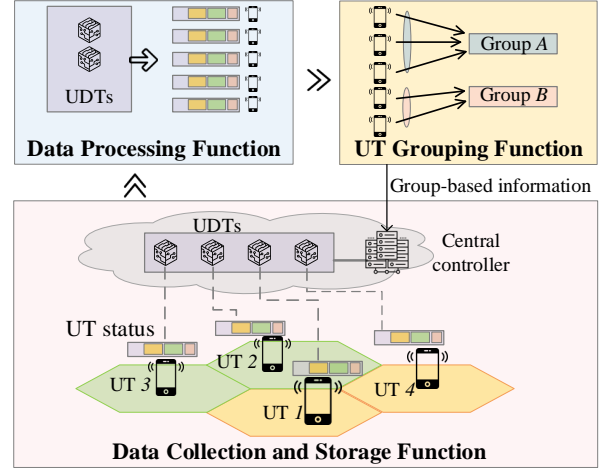 UDTs
Data Processing Function
Group A
Group B
UT Grouping Function
Group-based information
UDTs
Central
controller
UT status
UT 2
UT 3
UT 4
UT 1
Data Collection and Storage Function